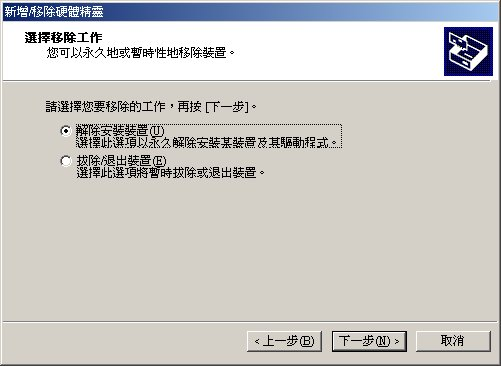 新增/移除硬體精靈
選擇移除工作
您可以永久地或暫時性地移除裝置。
請選擇您要移除的工作，再按 [下一步]。
解除安裝裝置(U)
選擇此選項以永久解除安裝某裝置及其驅動程式。
拔除/退出裝置(E)
選擇此選項將暫時拔除或退出裝置。
< 上一步(B)
下一步(N) >
取消